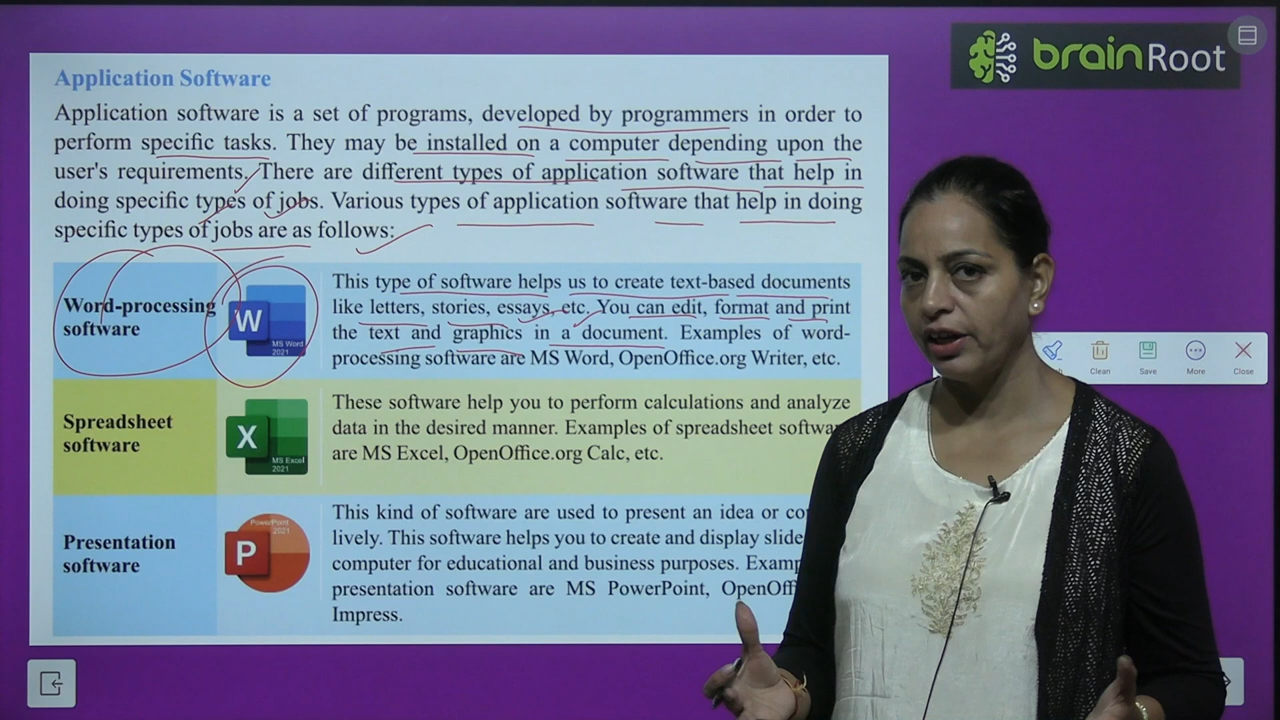 brainRoot
Application Software
Application software is a set of programs, developed by programmers in order to
perform specific tasks. They may be installed on a computer depending upon the
user's requirements. There are different types of application software that help in
doing specific types of jobs. Various types of application software that help in doing
specific types of jobs are as follows:
Word-processing
software
W
MS Word
2021
This type of software helps us to create text-based documents
like letters, stories, essays, etc. You can edit, format and print
the text and graphics in a document. Examples of word-
processing software are MS Word, OpenOffice.org Writer, etc.
Spreadsheet
software
X
MS Excel
2021
These software help you to perform calculations and analyze
data in the desired manner. Examples of spreadsheet
are MS Excel, OpenOffice.org Calc, etc.
Presentation
software
PowerPoint
2021
P
This kind of software are used to present an idea or
lively. This software helps you to create and display
computer for educational and business purposes.
presentation software are MS PowerPoint,
Impress.
Clean
Save
More
Close